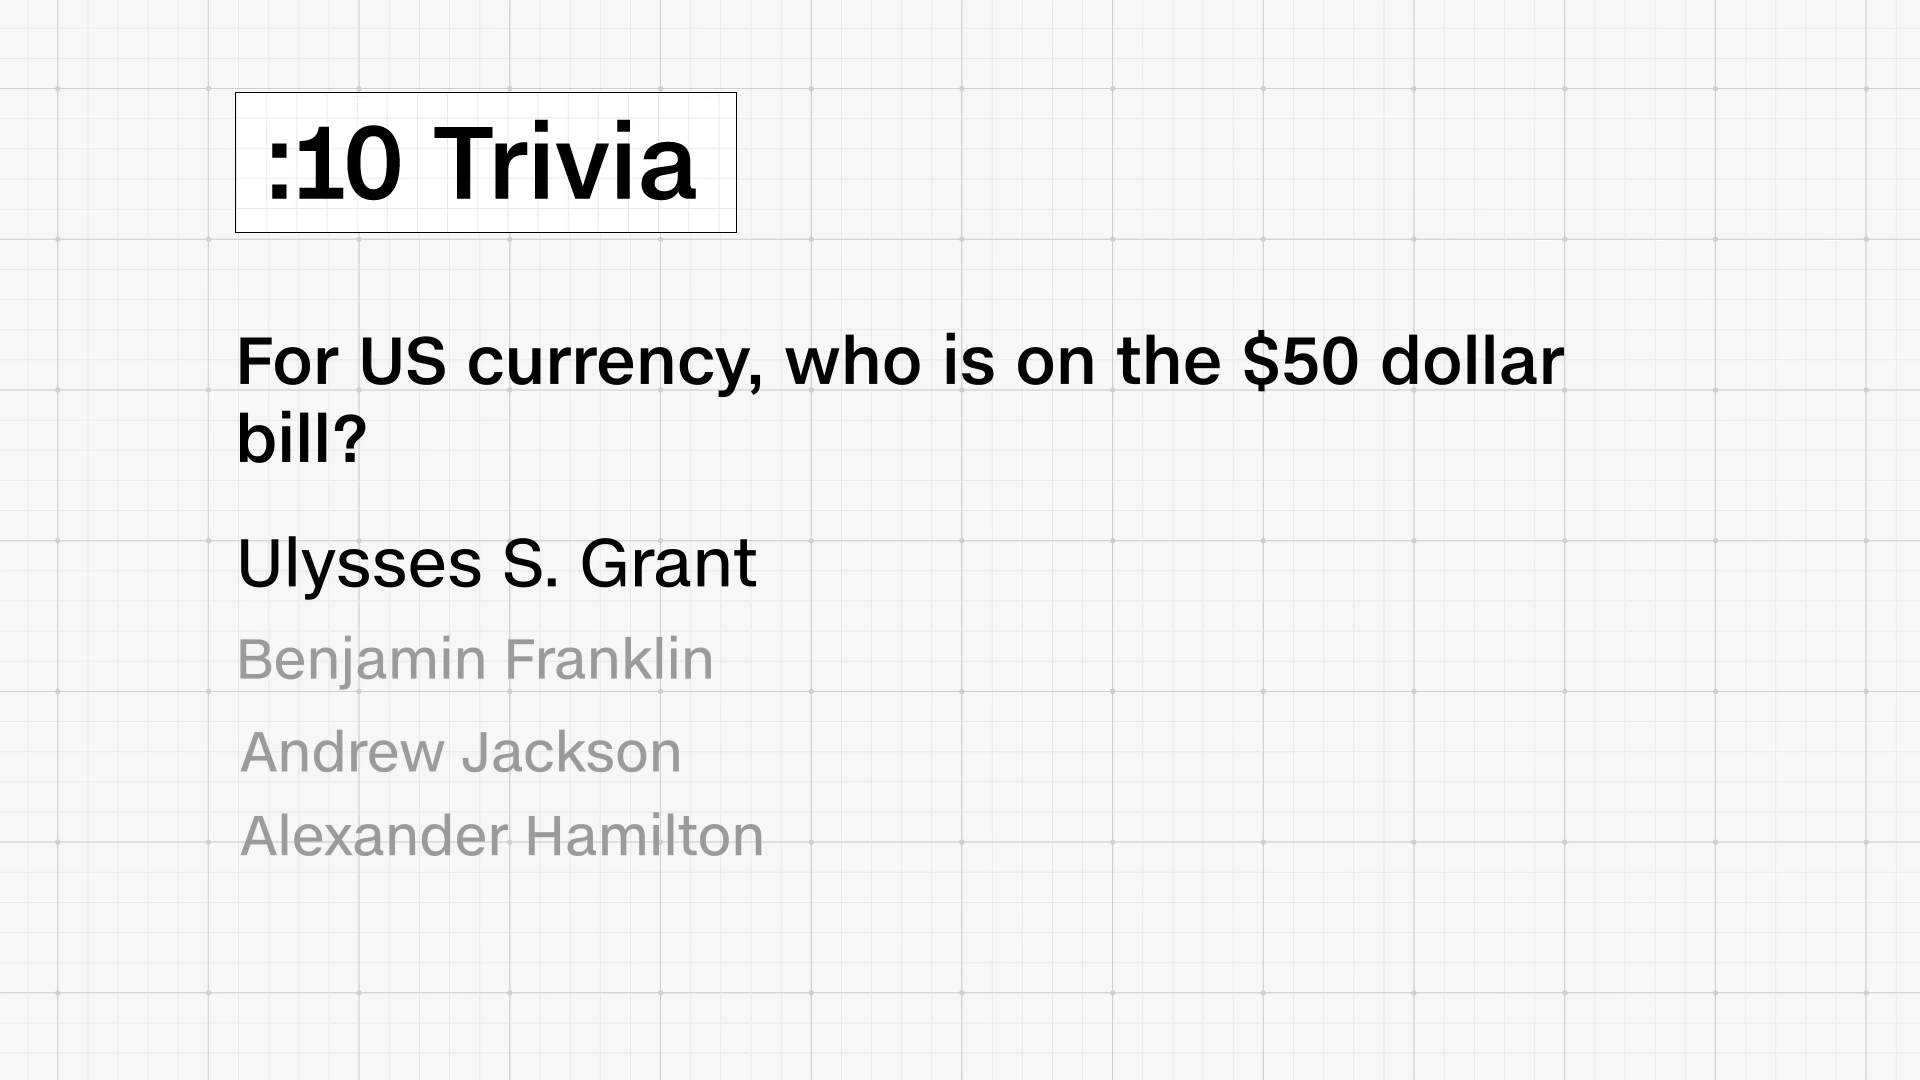 :10 Trivia
For US currency, who is on the $50 dollar
bill?
Ulysses S. Grant
Benjamin Franklin
Andrew Jackson
Alexander Hamilton